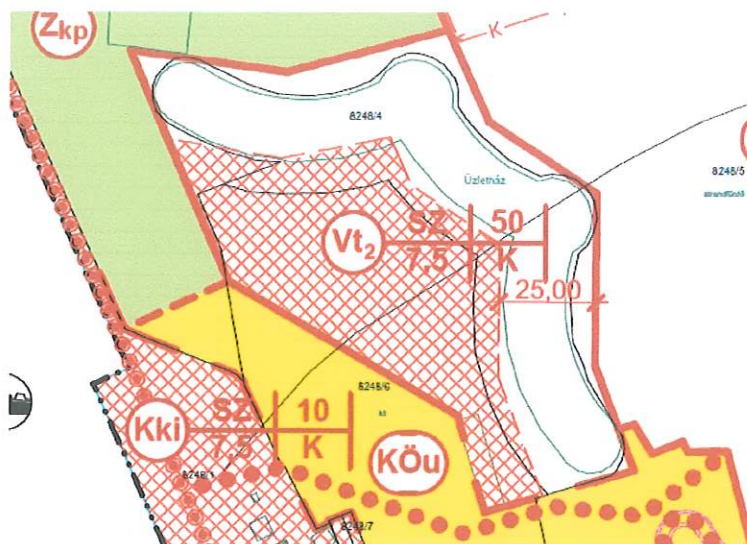 Zkp
K
8248/4
8248/5
strandfürdő
Üzletház
Vt2
SZ 50
7,5 K
25,00
8248/6
Kki
SZ 10
7,5 K
KÖu
8248/7